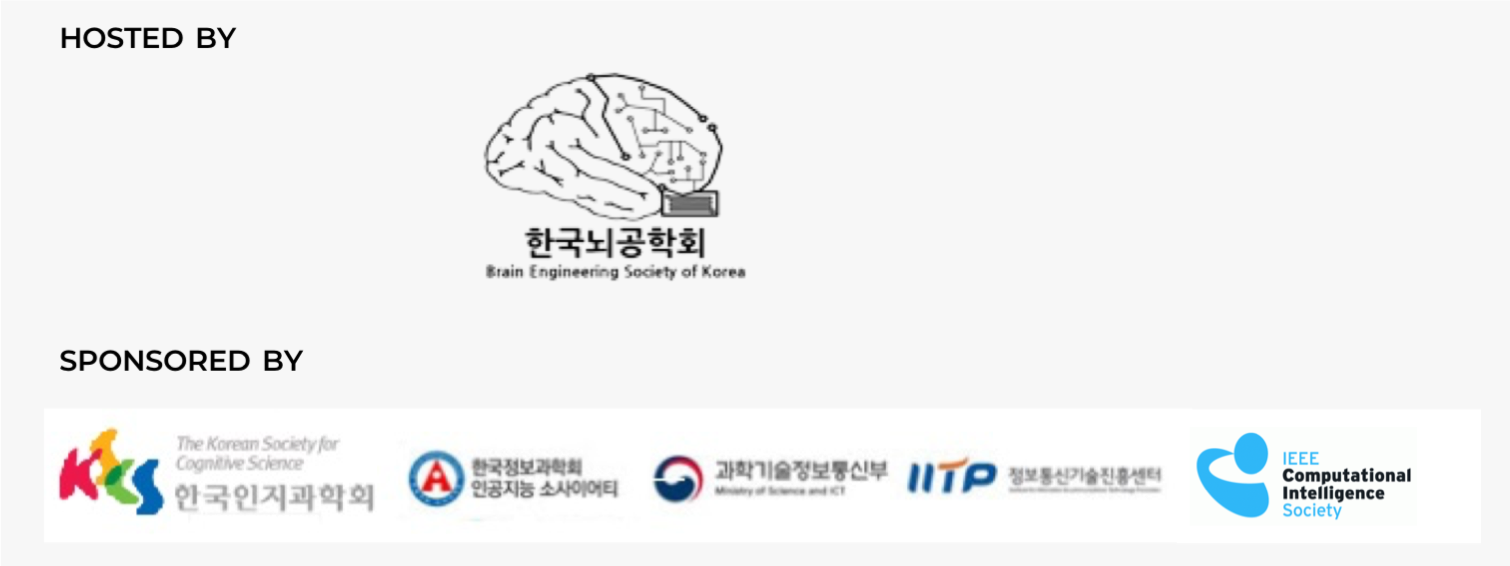 HOSTED BY
한국뇌공학회
Brain Engineering Society of Korea
SPONSORED BY
KCS
The Korean Society for
Cognitive Science
한국인지과학회
A
한국정보과학회
인공지능 소사이어티
과학기술정보통신부
Ministry of Science and ICT
IITP
정보통신기술진흥센터
IEEE
Computational
Intelligence
Society